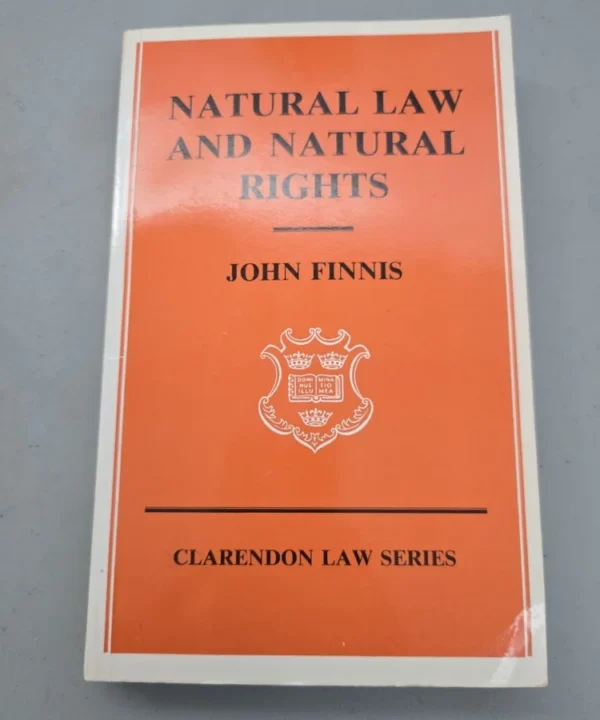 NATURAL LAW
AND NATURAL
RIGHTS
JOHN FINNIS
DOMI MINA
NUS TIO
ILLU MEA
CLARENDON LAW SERIES